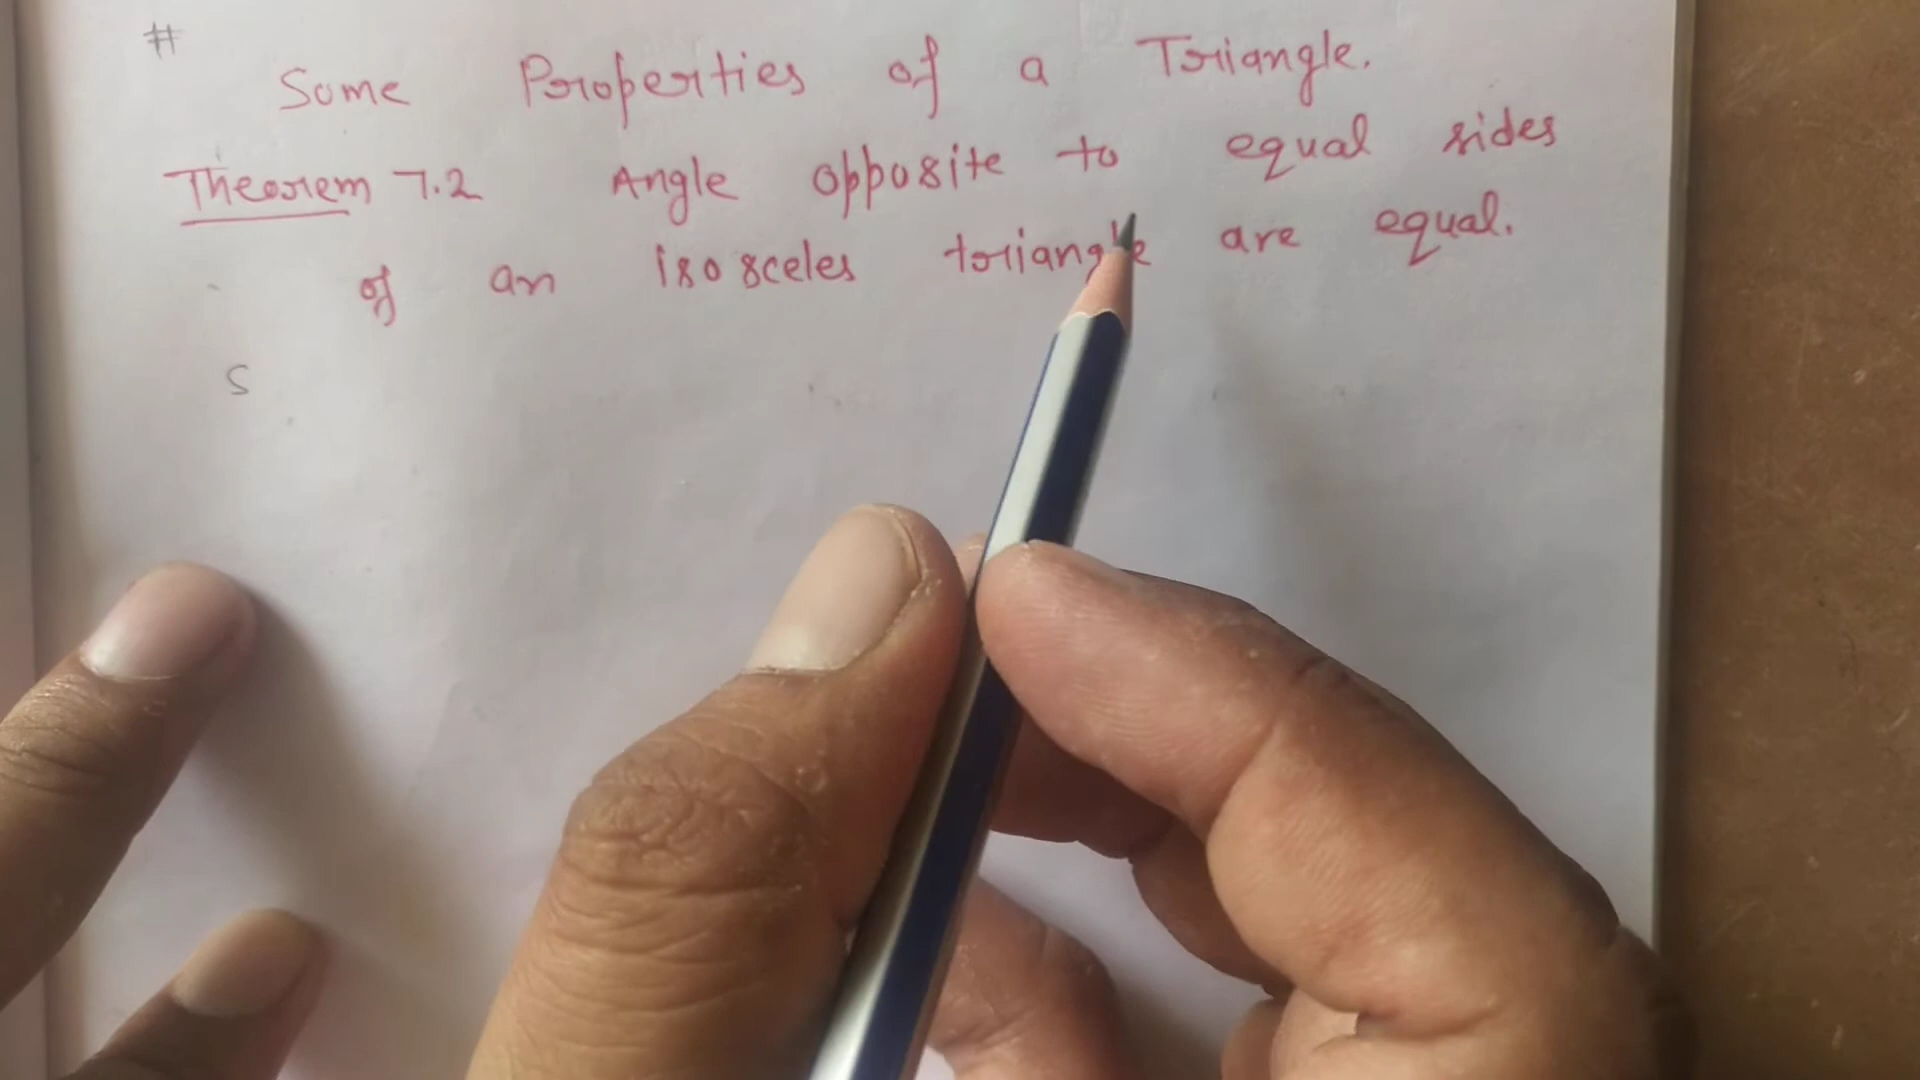 #
Some Properties of a Triangle.
Theorem 7.2 Angle opposite to equal sides
of an isosceles triangle are equal.
S